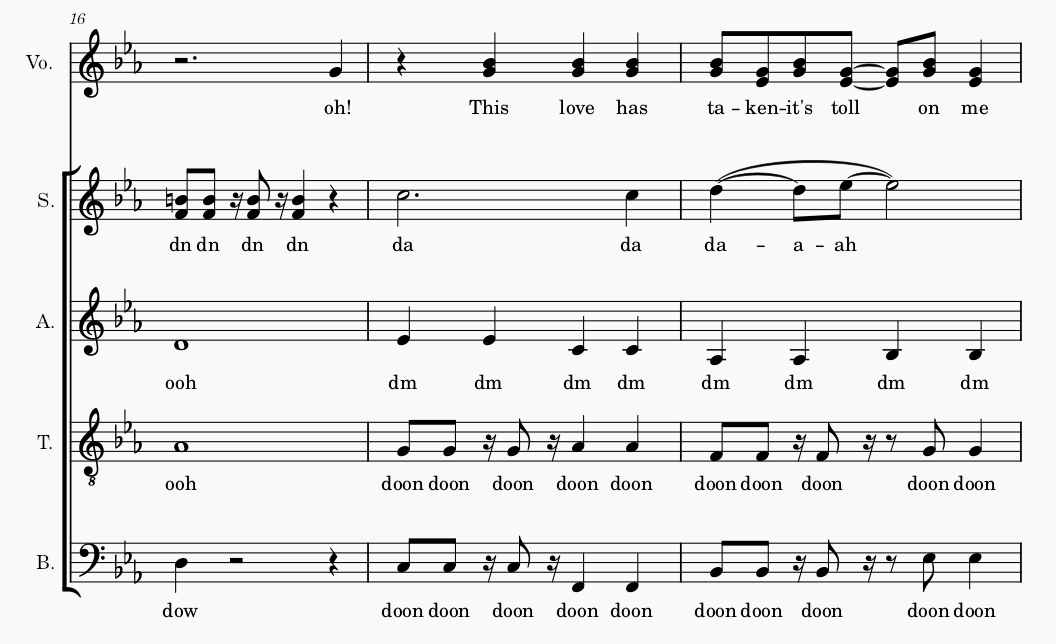 16
Vo.
oh! This love has ta - ken-it's toll on me
S.
dn dn dn dn da da da - a - ah
A.
ooh dm dm dm dm dm dm dm dm
T.
ooh doon doon doon doon doon doon doon doon doon doon
B.
dow doon doon doon doon doon doon doon doon doon doon